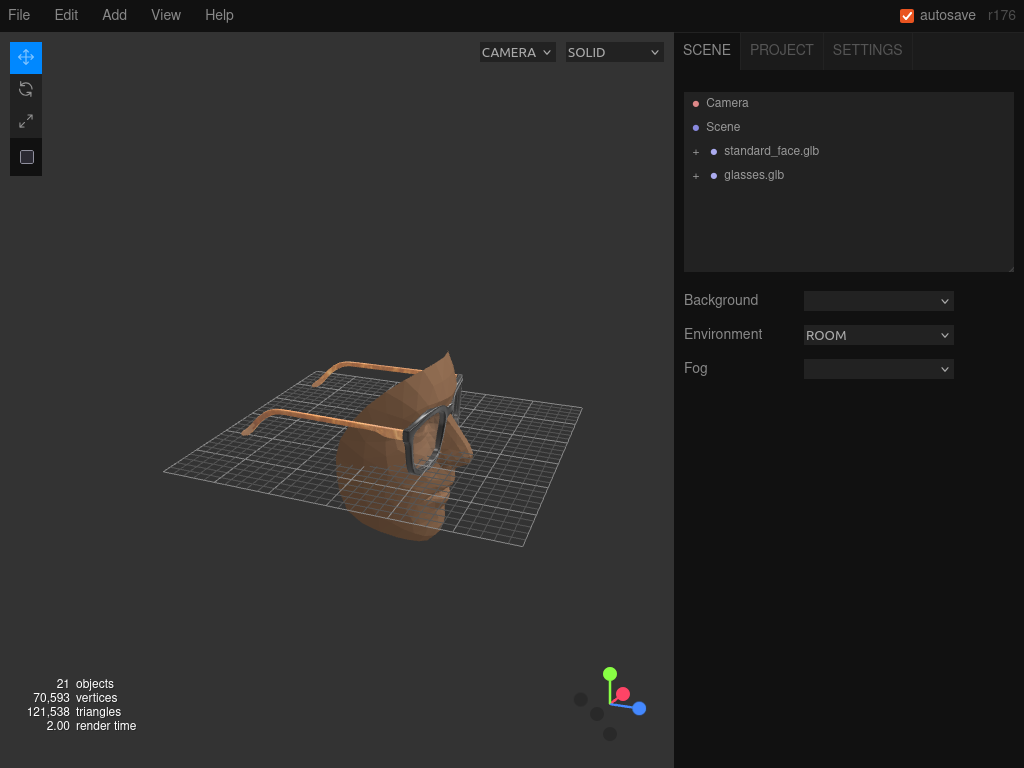 File Edit Add View Help autosave r176
CAMERA SOLID
SCENE PROJECT SETTINGS
Camera
Scene
+ standard_face.glb
+ glasses.glb
Background
Environment ROOM
Fog
21 objects
70,593 vertices
121,538 triangles
2.00 render time